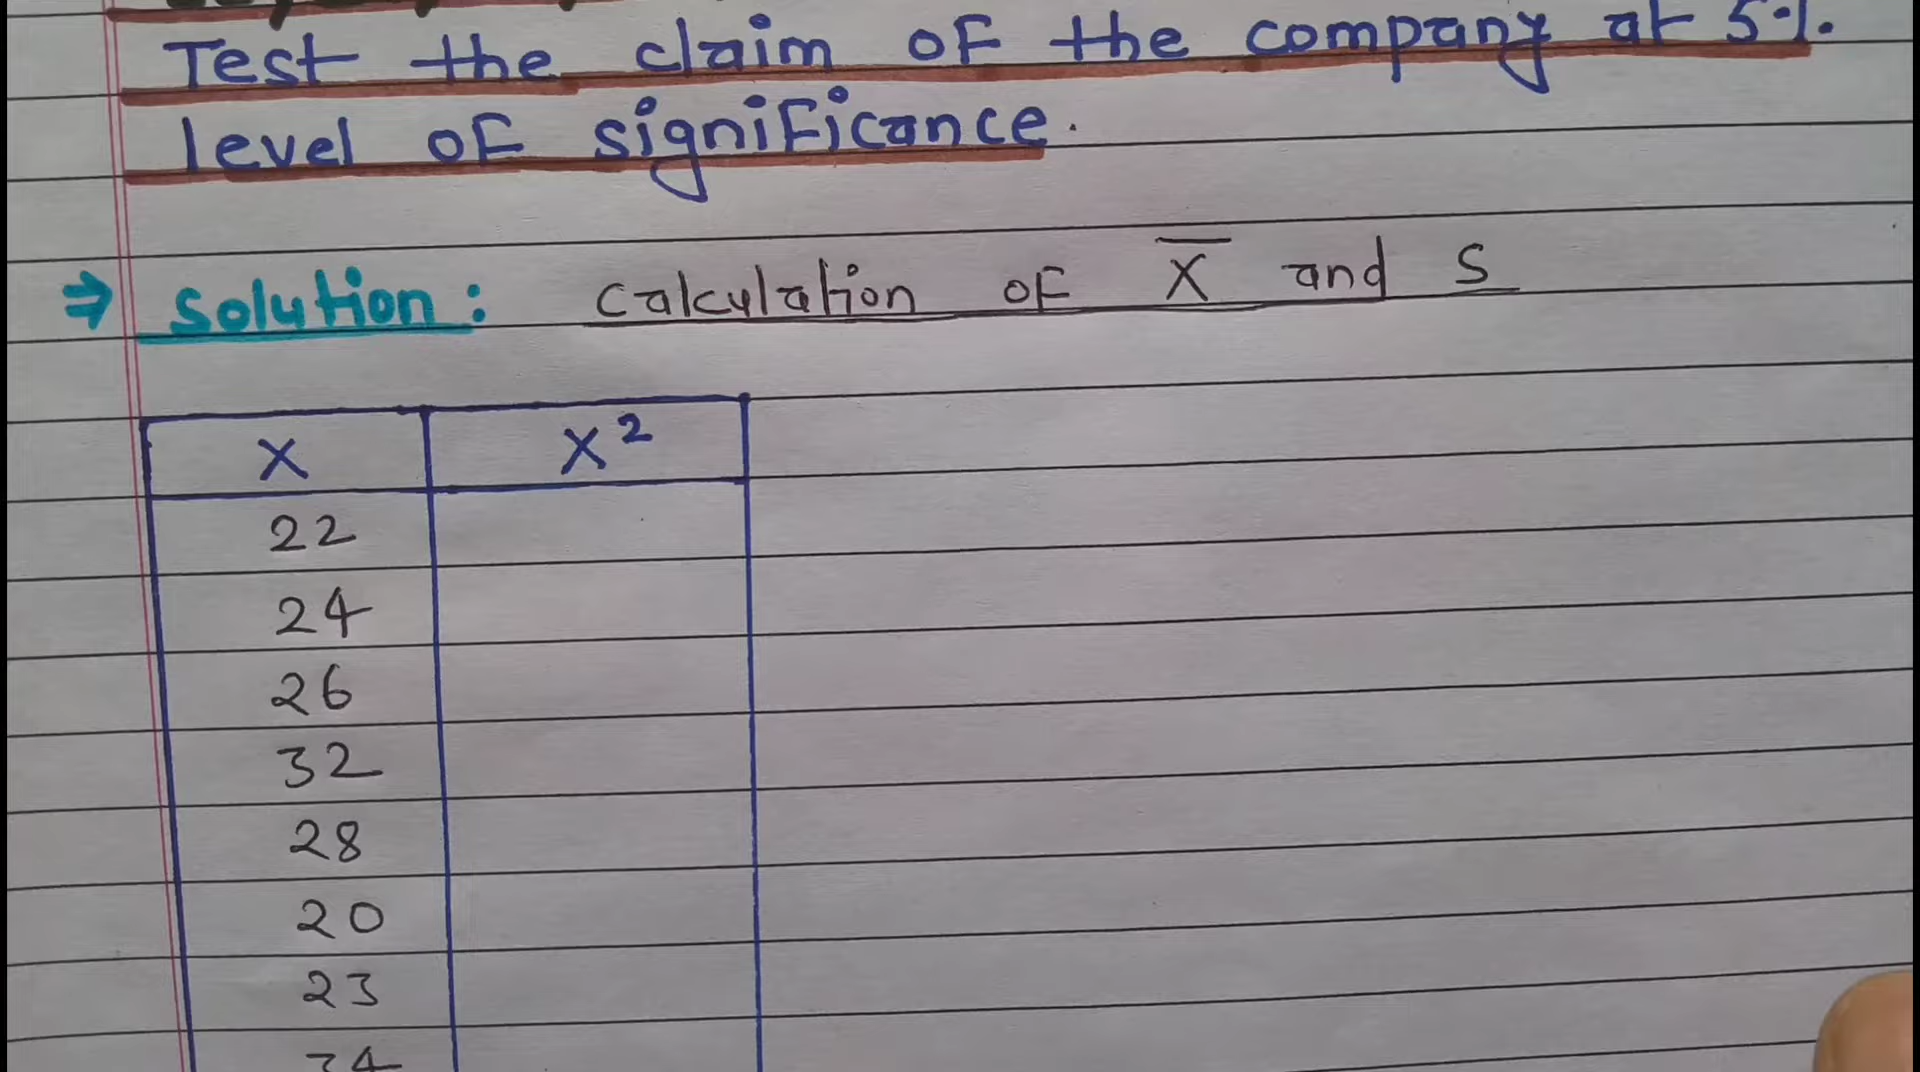 Test the claim of the company at 5%
level of significance.
⇒ Solution: Calculation of X̅ and S
X X²
22
24
26
32
28
20
23
34